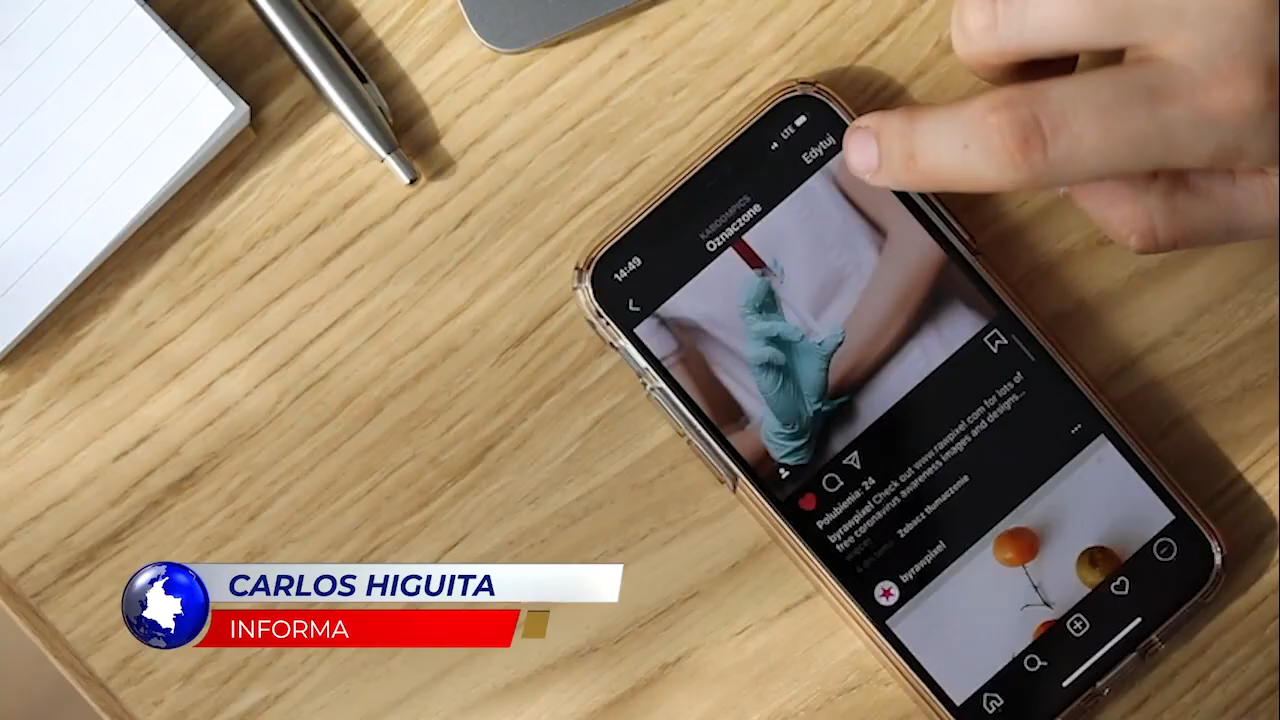 LTE
Edytuj
KABOOMPICS
Oznaczone
14:49
Polubienia: 24
byrawpixel Check out www.rawpixel.com for lots of
free coronavirus awareness images and designs...
Zobacz tłumaczenie
byrawpixel
CARLOS HIGUITA
INFORMA